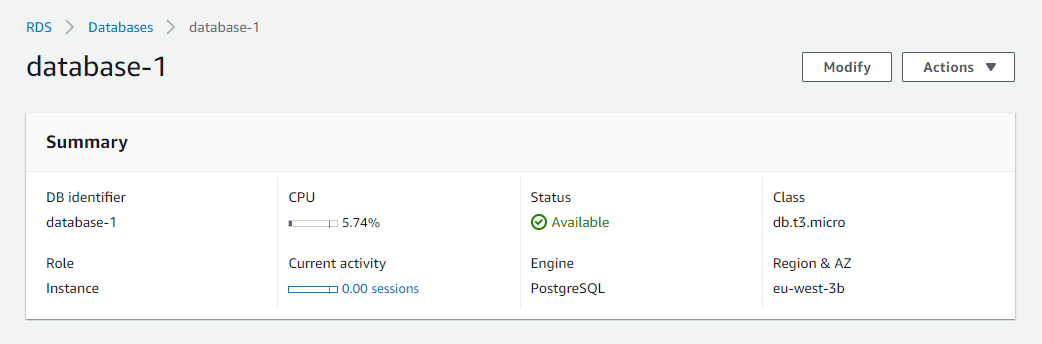 RDS > Databases > database-1
database-1
Modify
Actions
Summary
DB identifier
database-1
CPU
5.74%
Status
Available
Class
db.t3.micro
Role
Instance
Current activity
0.00 sessions
Engine
PostgreSQL
Region & AZ
eu-west-3b